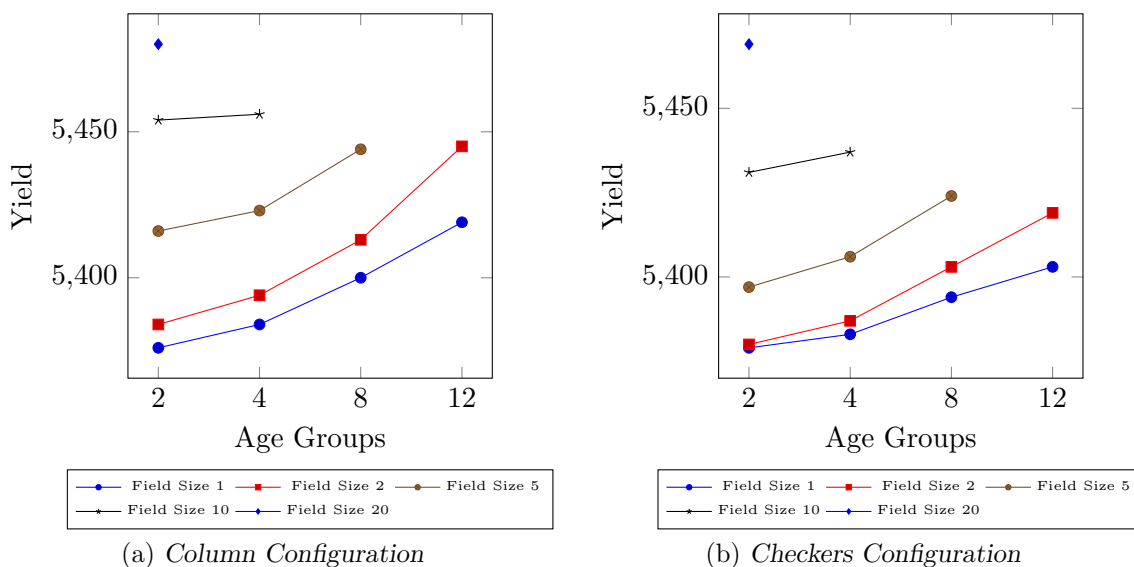 5,450
5,400
Yield
2 4 8 12
Age Groups
Field Size 1 Field Size 2 Field Size 5
Field Size 10 Field Size 20
(a) Column Configuration
5,450
5,400
Yield
2 4 8 12
Age Groups
Field Size 1 Field Size 2 Field Size 5
Field Size 10 Field Size 20
(b) Checkers Configuration